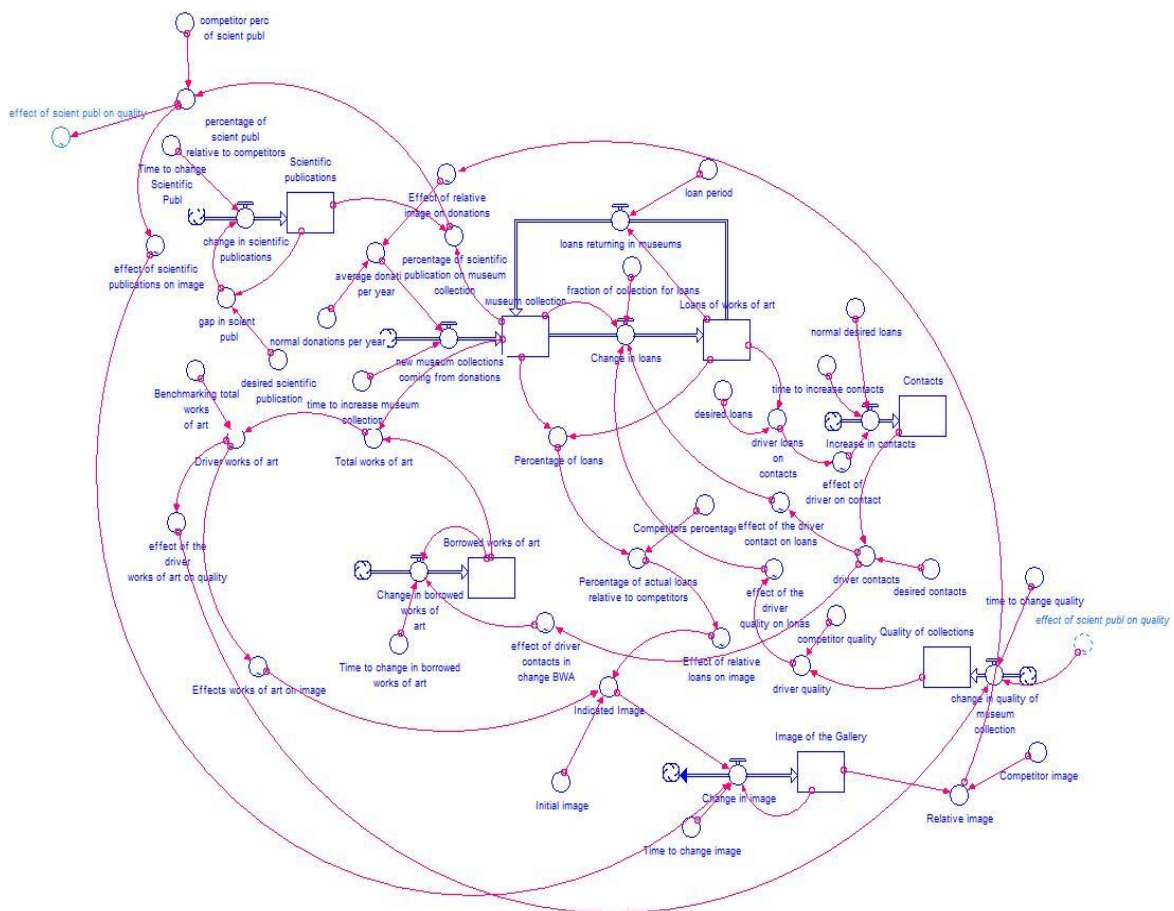 competitor perc
of scient publ
effect of scient publ on quality
percentage of
scient publ
relative to competitors
Time to change
Scientific
Publ
Scientific
publications
change in scientific
publications
effect of scientific
publications on image
gap in scient
publ
desired scientific
publication
Effect of relative
image on donations
average donati
per year
normal donations per year
percentage of scientific
publication on museum
collection
loan period
loans returning in museums
fraction of collection for loans
Museum collection
Loans of works of art
Change in loans
new museum collections
coming from donations
time to increase museum
collection
normal desired loans
time to increase contacts
Contacts
Increase in contacts
desired loans
driver loans
on
contacts
effect of
driver on contact
Benchmarking total
works
of art
Driver works of art
Total works of art
Percentage of loans
effect of the
driver
works of art on quality
Borrowed works of art
Change in borrowed
works of
art
Time to change in borrowed
works of art
Competitors percentage
effect of the driver
contact on loans
Percentage of actual loans
relative to competitors
effect of the
driver
quality on lonas
driver contacts
desired contacts
time to change quality
effect of scient publ on quality
competitor quality
Quality of collections
driver quality
change in quality of
museum
collection
effect of driver
contacts in
change BWA
Effect of relative
loans on image
Effects works of art on image
Indicated Image
Initial image
Image of the Gallery
Change in image
Time to change image
Competitor image
Relative image